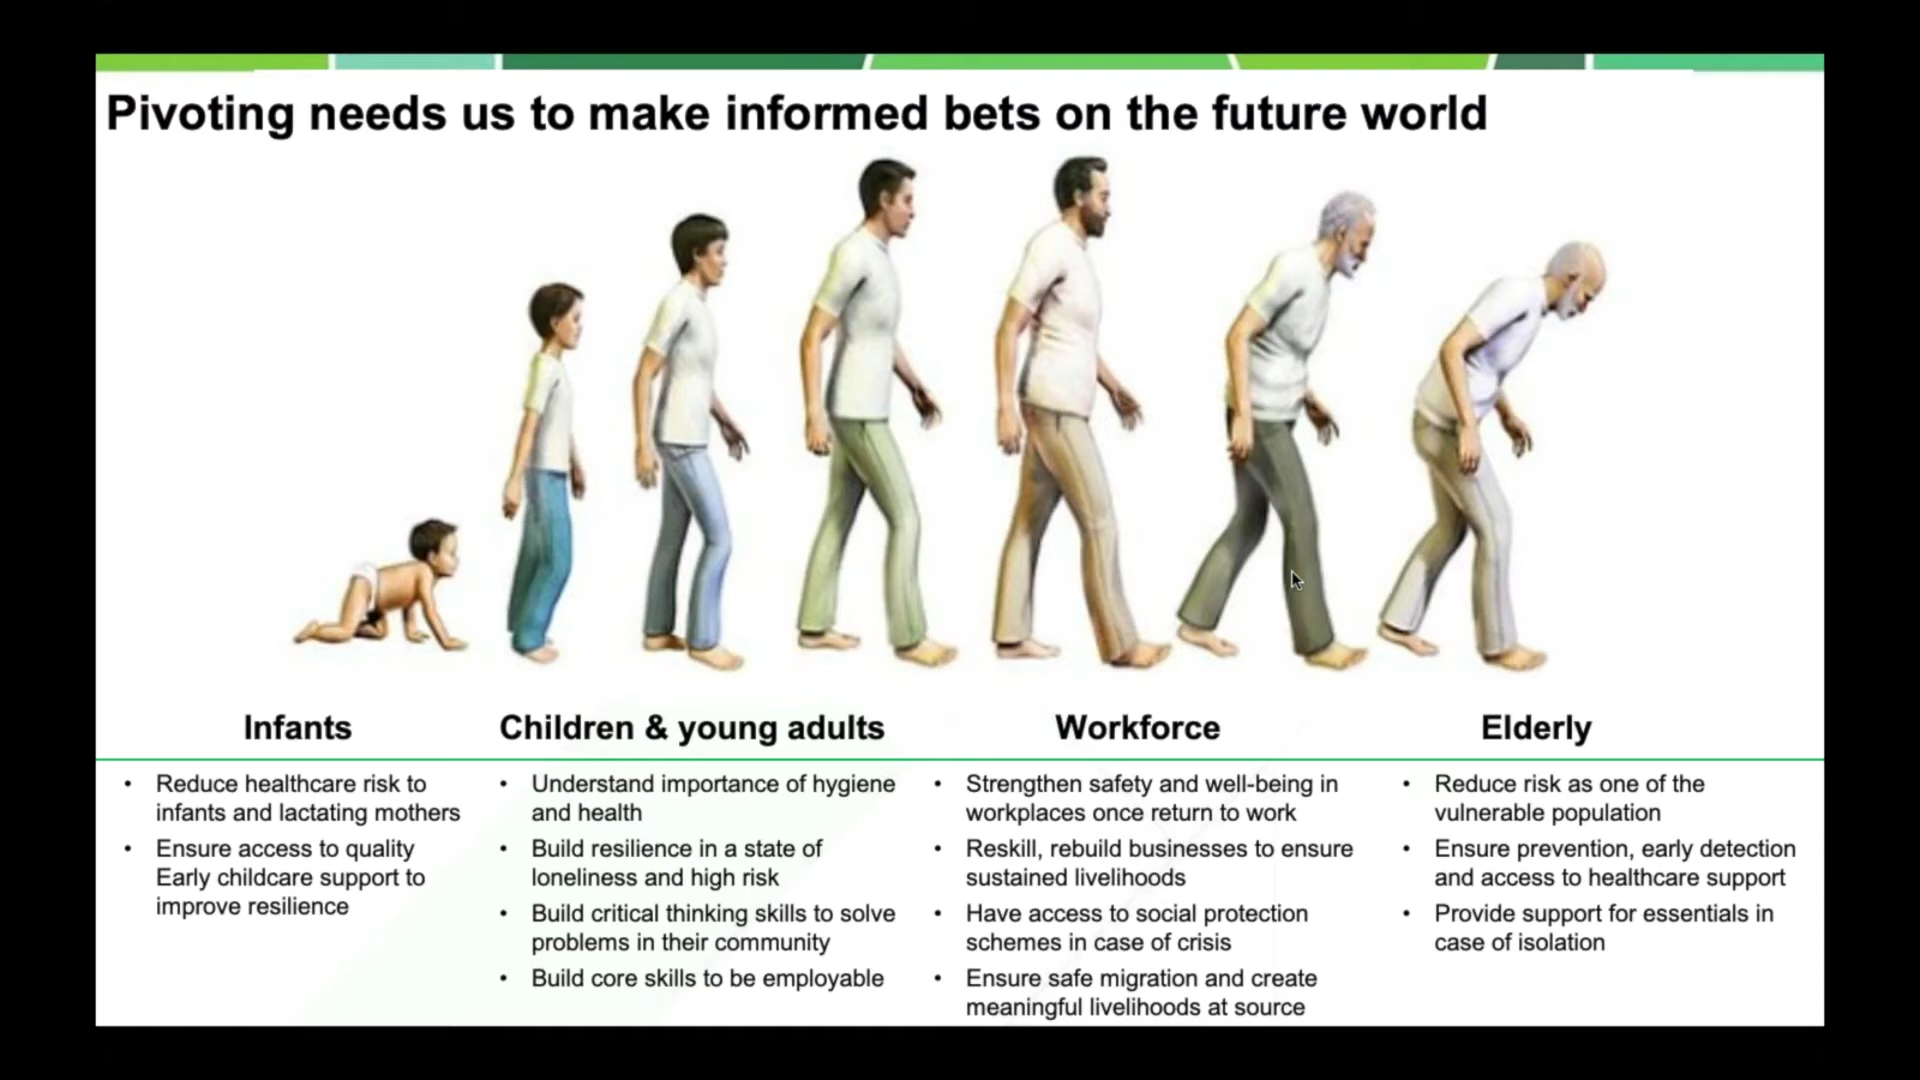 Pivoting needs us to make informed bets on the future world
Infants
Reduce healthcare risk to
infants and lactating mothers
Ensure access to quality
Early childcare support to
improve resilience
Children & young adults
Understand importance of hygiene
and health
Build resilience in a state of
loneliness and high risk
Build critical thinking skills to solve
problems in their community
Build core skills to be employable
Workforce
Strengthen safety and well-being in
workplaces once return to work
Reskill, rebuild businesses to ensure
sustained livelihoods
Have access to social protection
schemes in case of crisis
Ensure safe migration and create
meaningful livelihoods at source
Elderly
Reduce risk as one of the
vulnerable population
Ensure prevention, early detection
and access to healthcare support
Provide support for essentials in
case of isolation